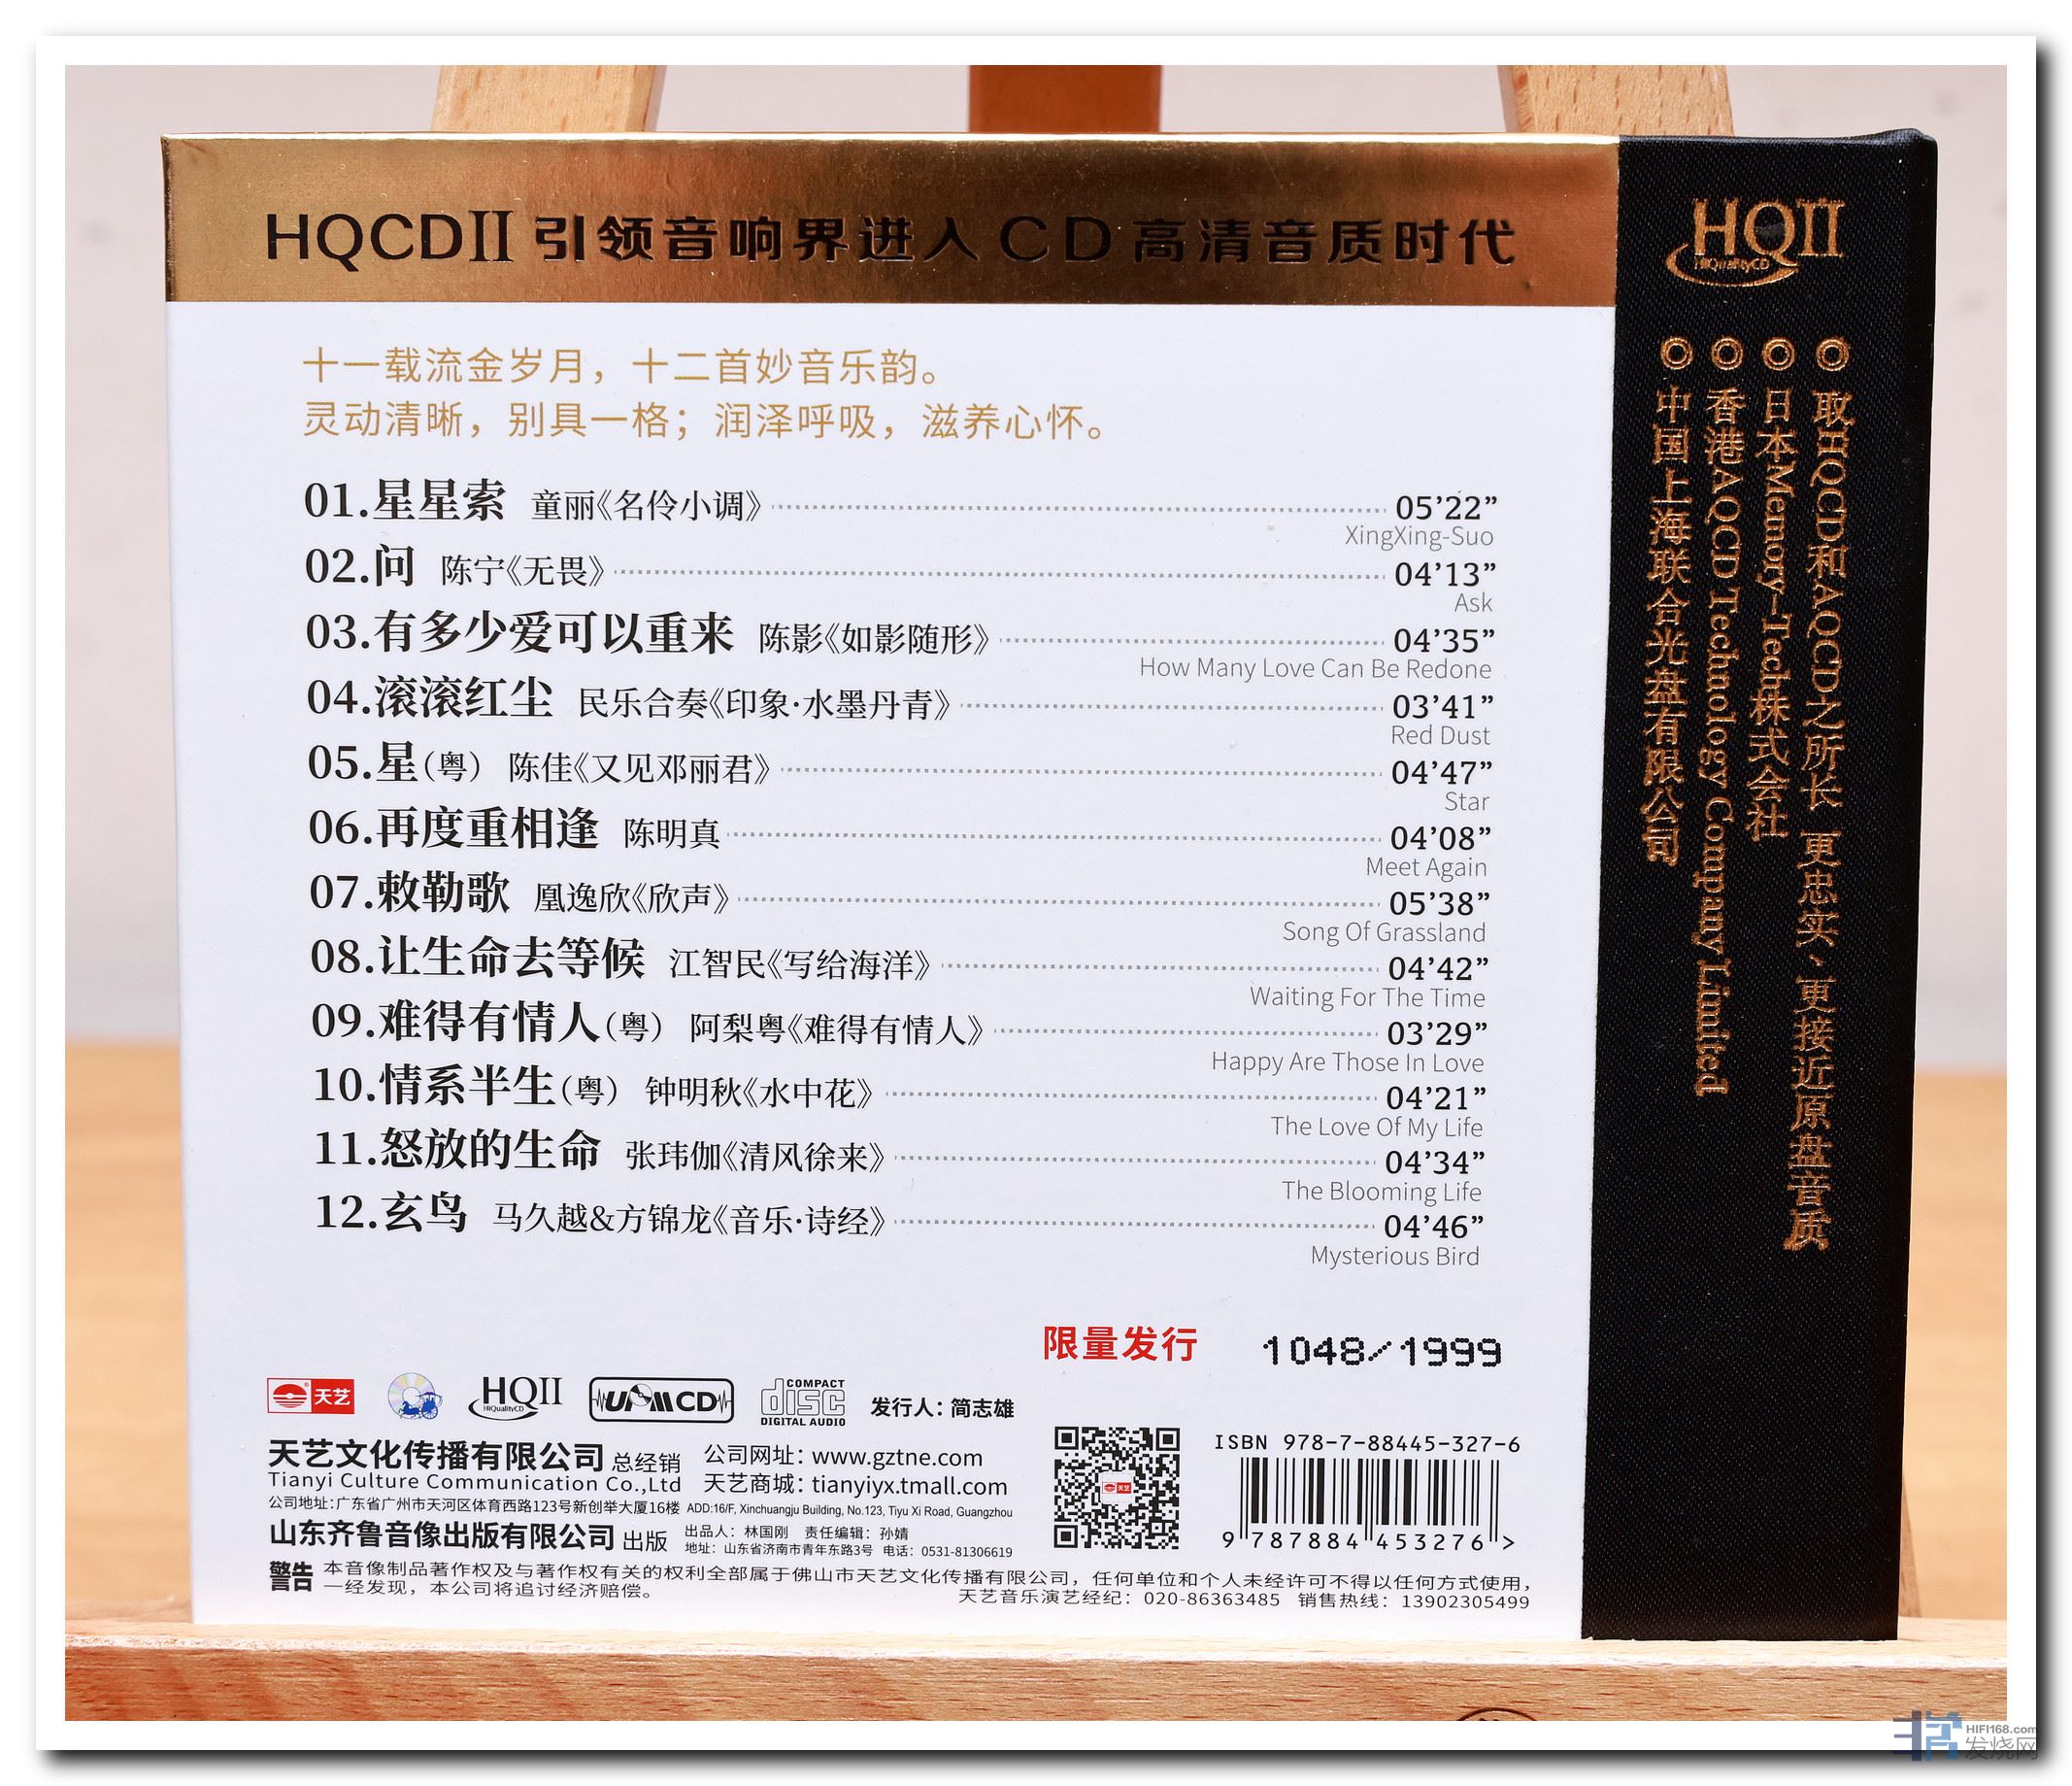 HQCDII 引领音响界进入CD高清音质时代
十一载流金岁月，十二首妙音乐韵。
灵动清晰，别具一格；润泽呼吸，滋养心怀。
01.星星索 童丽《名伶小调》 05’22”
XingXing-Suo
02.问 陈宁《无畏》 04’13”
Ask
03.有多少爱可以重来 陈影《如影随形》 04’35”
How Many Love Can Be Redone
04.滚滚红尘 民乐合奏《印象·水墨丹青》 03’41”
Red Dust
05.星（粤） 陈佳《又见邓丽君》 04’47”
Star
06.再度重相逢 陈明真 04’08”
Meet Again
07.敕勒歌 凰逸欣《欣声》 05’38”
Song Of Grassland
08.让生命去等候 江智民《写给海洋》 04’42”
Waiting For The Time
09.难得有情人（粤） 阿梨粤《难得有情人》 03’29”
Happy Are Those In Love
10.情系半生（粤） 钟明秋《水中花》 04’21”
The Love Of My Life
11.怒放的生命 张玮伽《清风徐来》 04’34”
The Blooming Life
12.玄鸟 马久越&方锦龙《音乐·诗经》 04’46”
Mysterious Bird
限量发行 1048/1999
天艺 HQII HiQualityCD UPMCD COMPACT disc DIGITAL AUDIO 发行人：简志雄
天艺文化传播有限公司 总经销 公司网址：www.gztne.com
Tianyi Culture Communication Co.,Ltd 天艺商城：tianyiyx.tmall.com
公司地址:广东省广州市天河区体育西路123号新创举大厦16楼 ADD:16/F, Xinchuangju Building, No.123, Tiyu Xi Road, Guangzhou
山东齐鲁音像出版有限公司 出版 出品人：林国刚 责任编辑：孙婧
地址：山东省济南市青年东路3号 电话：0531-81306619
天艺
ISBN 978-7-88445-327-6
9 787884 453276 >
警告 本音像制品著作权及与著作权有关的权利全部属于佛山市天艺文化传播有限公司，任何单位和个人未经许可不得以任何方式使用，
一经发现，本公司将追讨经济赔偿。 天艺音乐演艺经纪：020-86363485 销售热线：13902305499
HQII
HiQualityCD
◎取HQCD和AQCD之所长 更忠实、更接近原盘音质
◎日本Memory-Tech株式会社
◎香港AQCD Technology Company Limited
◎中国上海联合光盘有限公司
HIFI168.com
发烧网